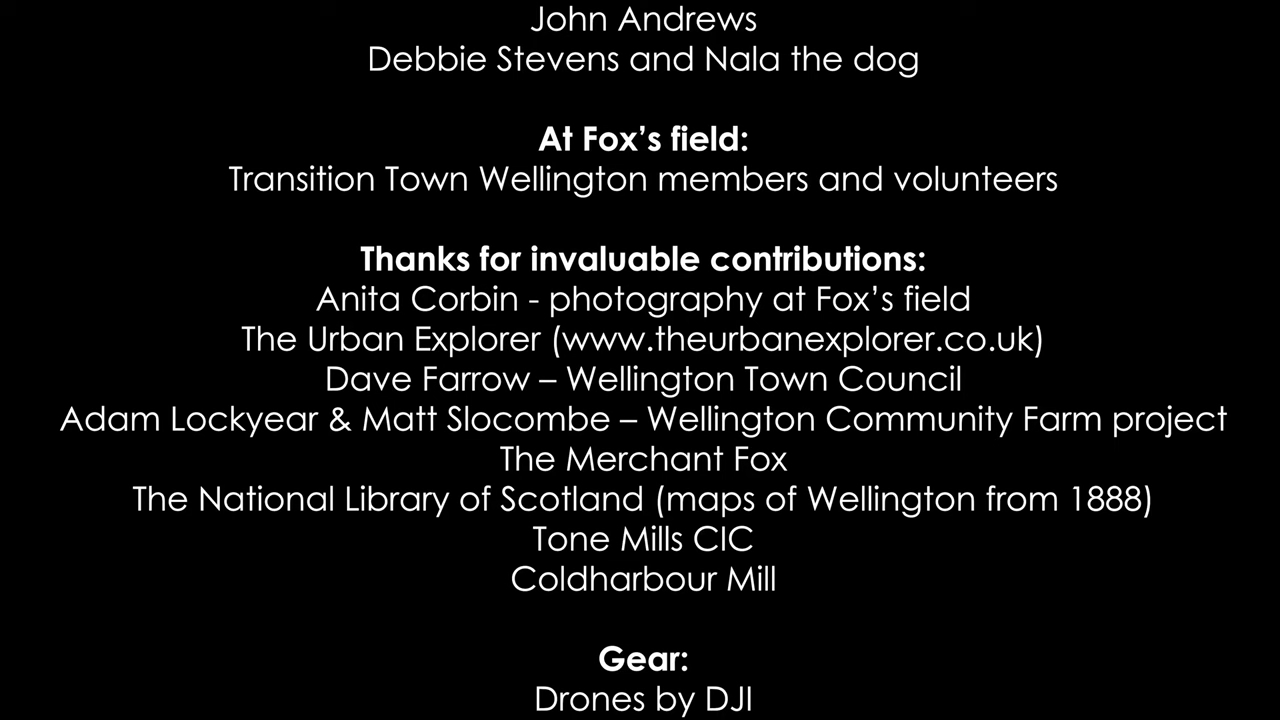 John Andrews
Debbie Stevens and Nala the dog
At Fox’s field:
Transition Town Wellington members and volunteers
Thanks for invaluable contributions:
Anita Corbin - photography at Fox’s field
The Urban Explorer (www.theurbanexplorer.co.uk)
Dave Farrow – Wellington Town Council
Adam Lockyear & Matt Slocombe – Wellington Community Farm project
The Merchant Fox
The National Library of Scotland (maps of Wellington from 1888)
Tone Mills CIC
Coldharbour Mill
Gear:
Drones by DJI